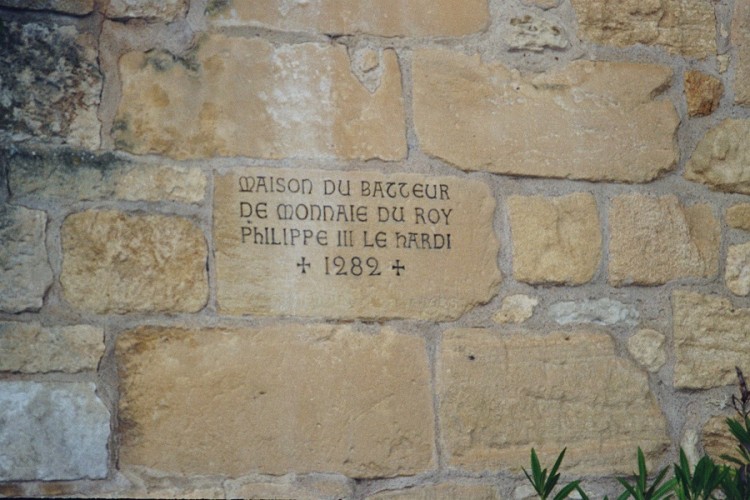 MAISON DU BATTEUR
DE MONNAIE DU ROY
PHILIPPE III LE HARDI
+ 1282 +